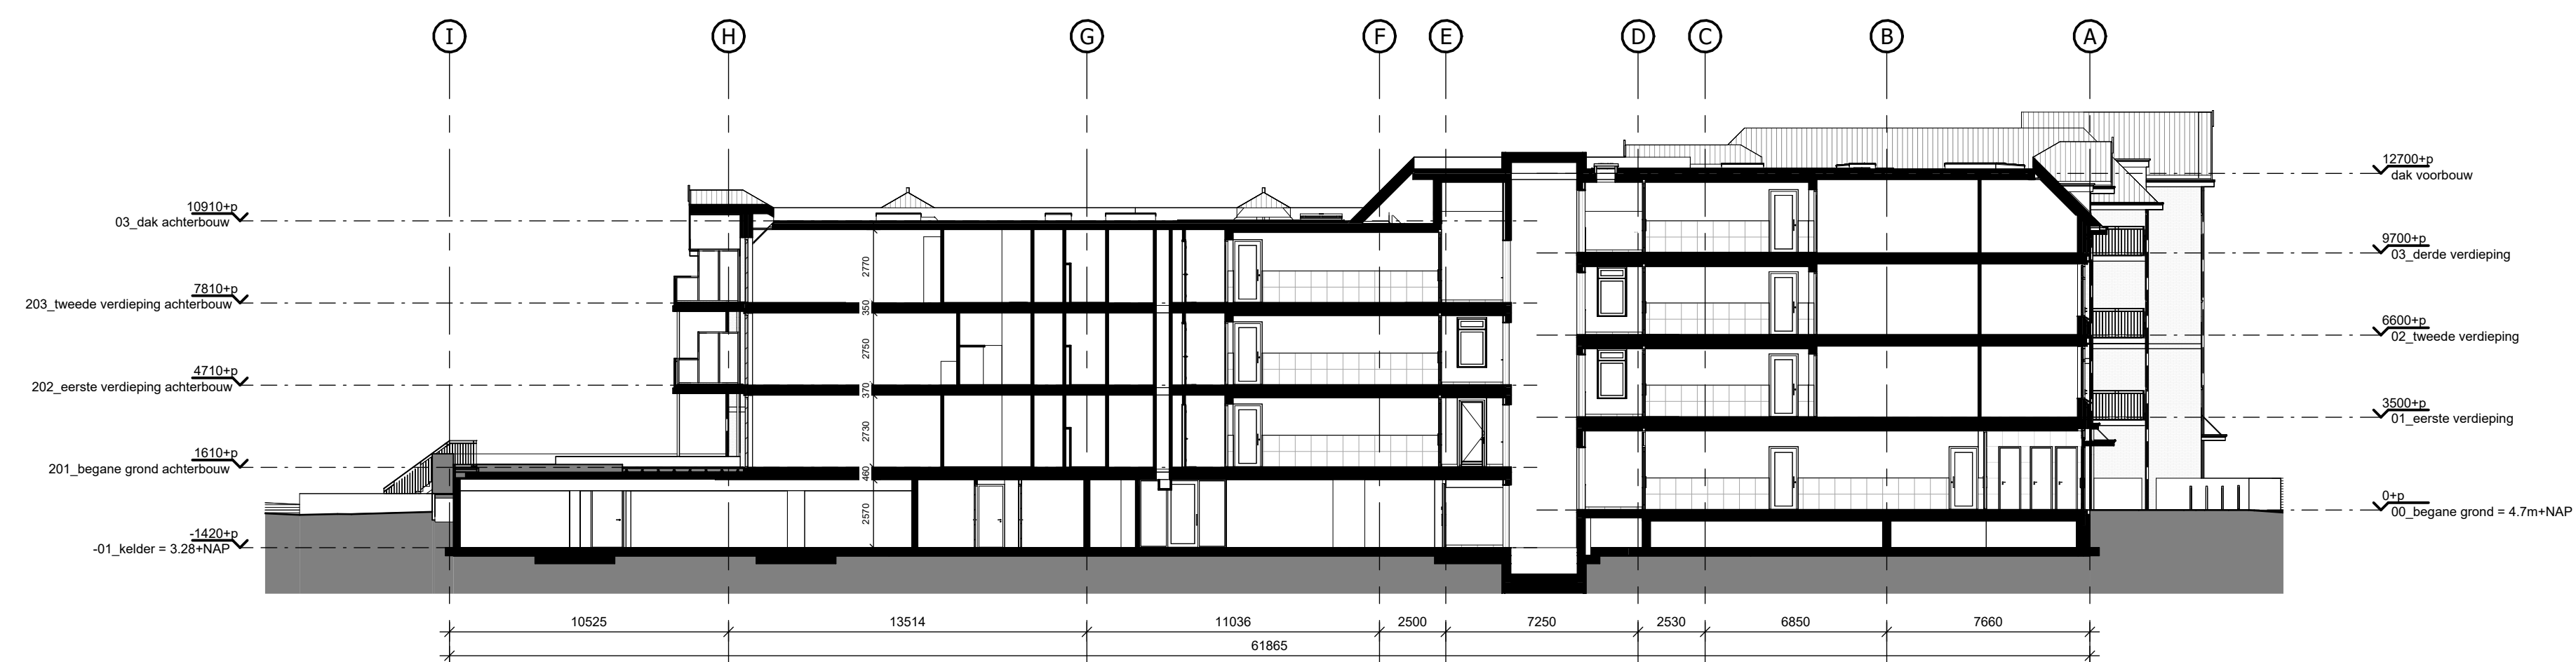 I
H
G
F
E
D
C
B
A
10910+p
03_dak achterbouw
7810+p
203_tweede verdieping achterbouw
4710+p
202_eerste verdieping achterbouw
1610+p
201_begane grond achterbouw
-1420+p
-01_kelder = 3.28+NAP
2770
350
2750
370
2730
460
2570
12700+p
dak voorbouw
9700+p
03_derde verdieping
6600+p
02_tweede verdieping
3500+p
01_eerste verdieping
0+p
00_begane grond = 4.7m+NAP
10525
13514
11036
2500
7250
2530
6850
7660
61865